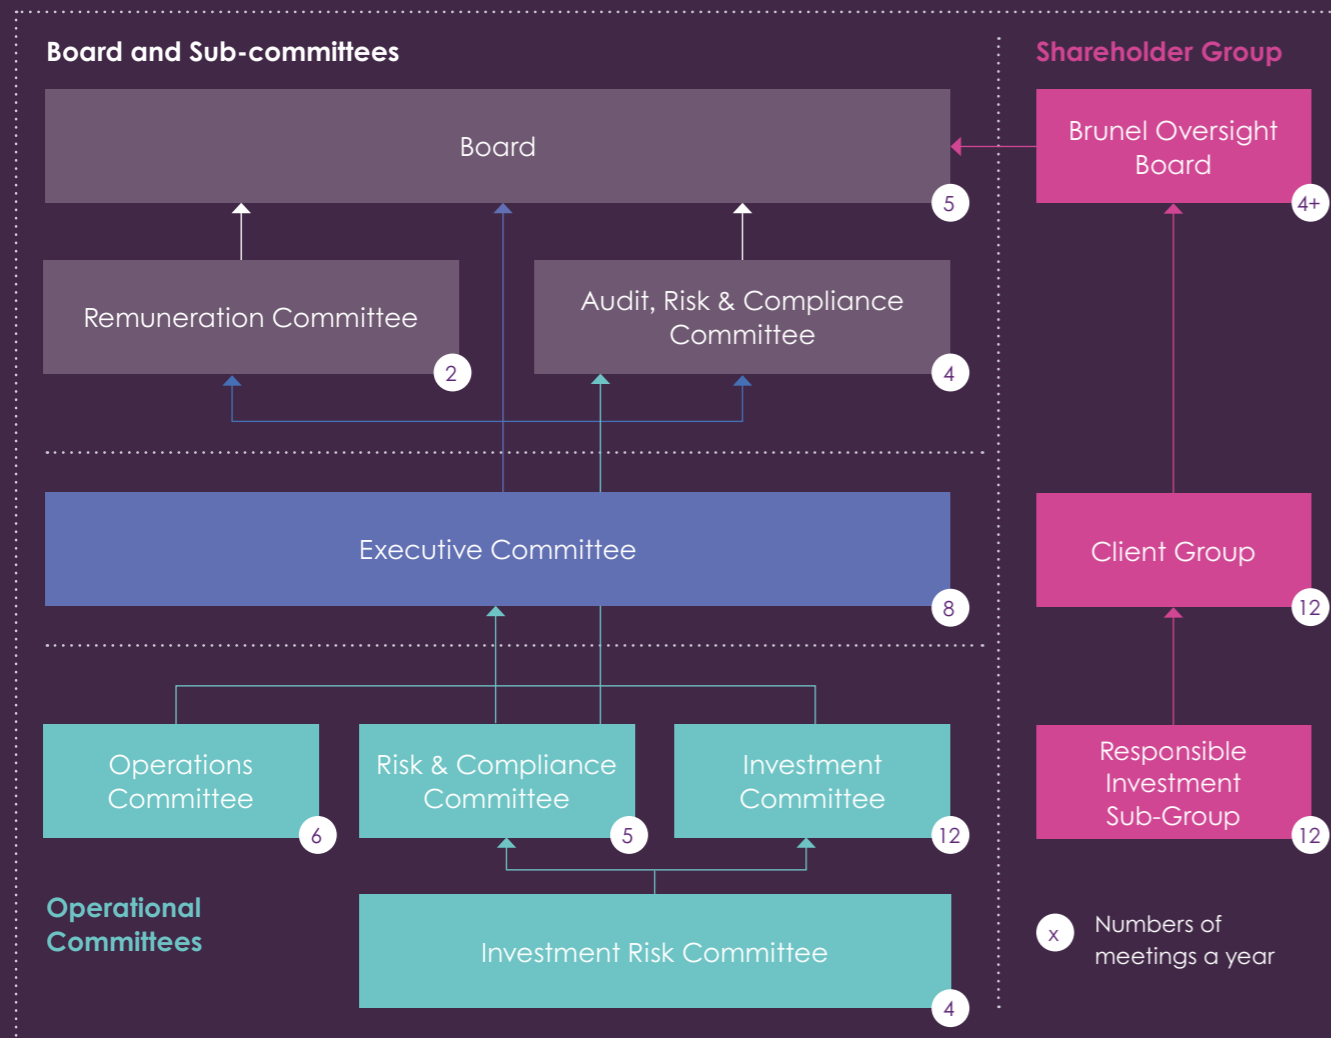 Board and Sub-committees
Shareholder Group
Board
5
Brunel Oversight
Board
4+
Remuneration Committee
2
Audit, Risk & Compliance
Committee
4
Executive Committee
8
Client Group
12
Operations
Committee
6
Risk & Compliance
Committee
5
Investment
Committee
12
Responsible
Investment
Sub-Group
12
Operational
Committees
Investment Risk Committee
4
x
Numbers of
meetings a year